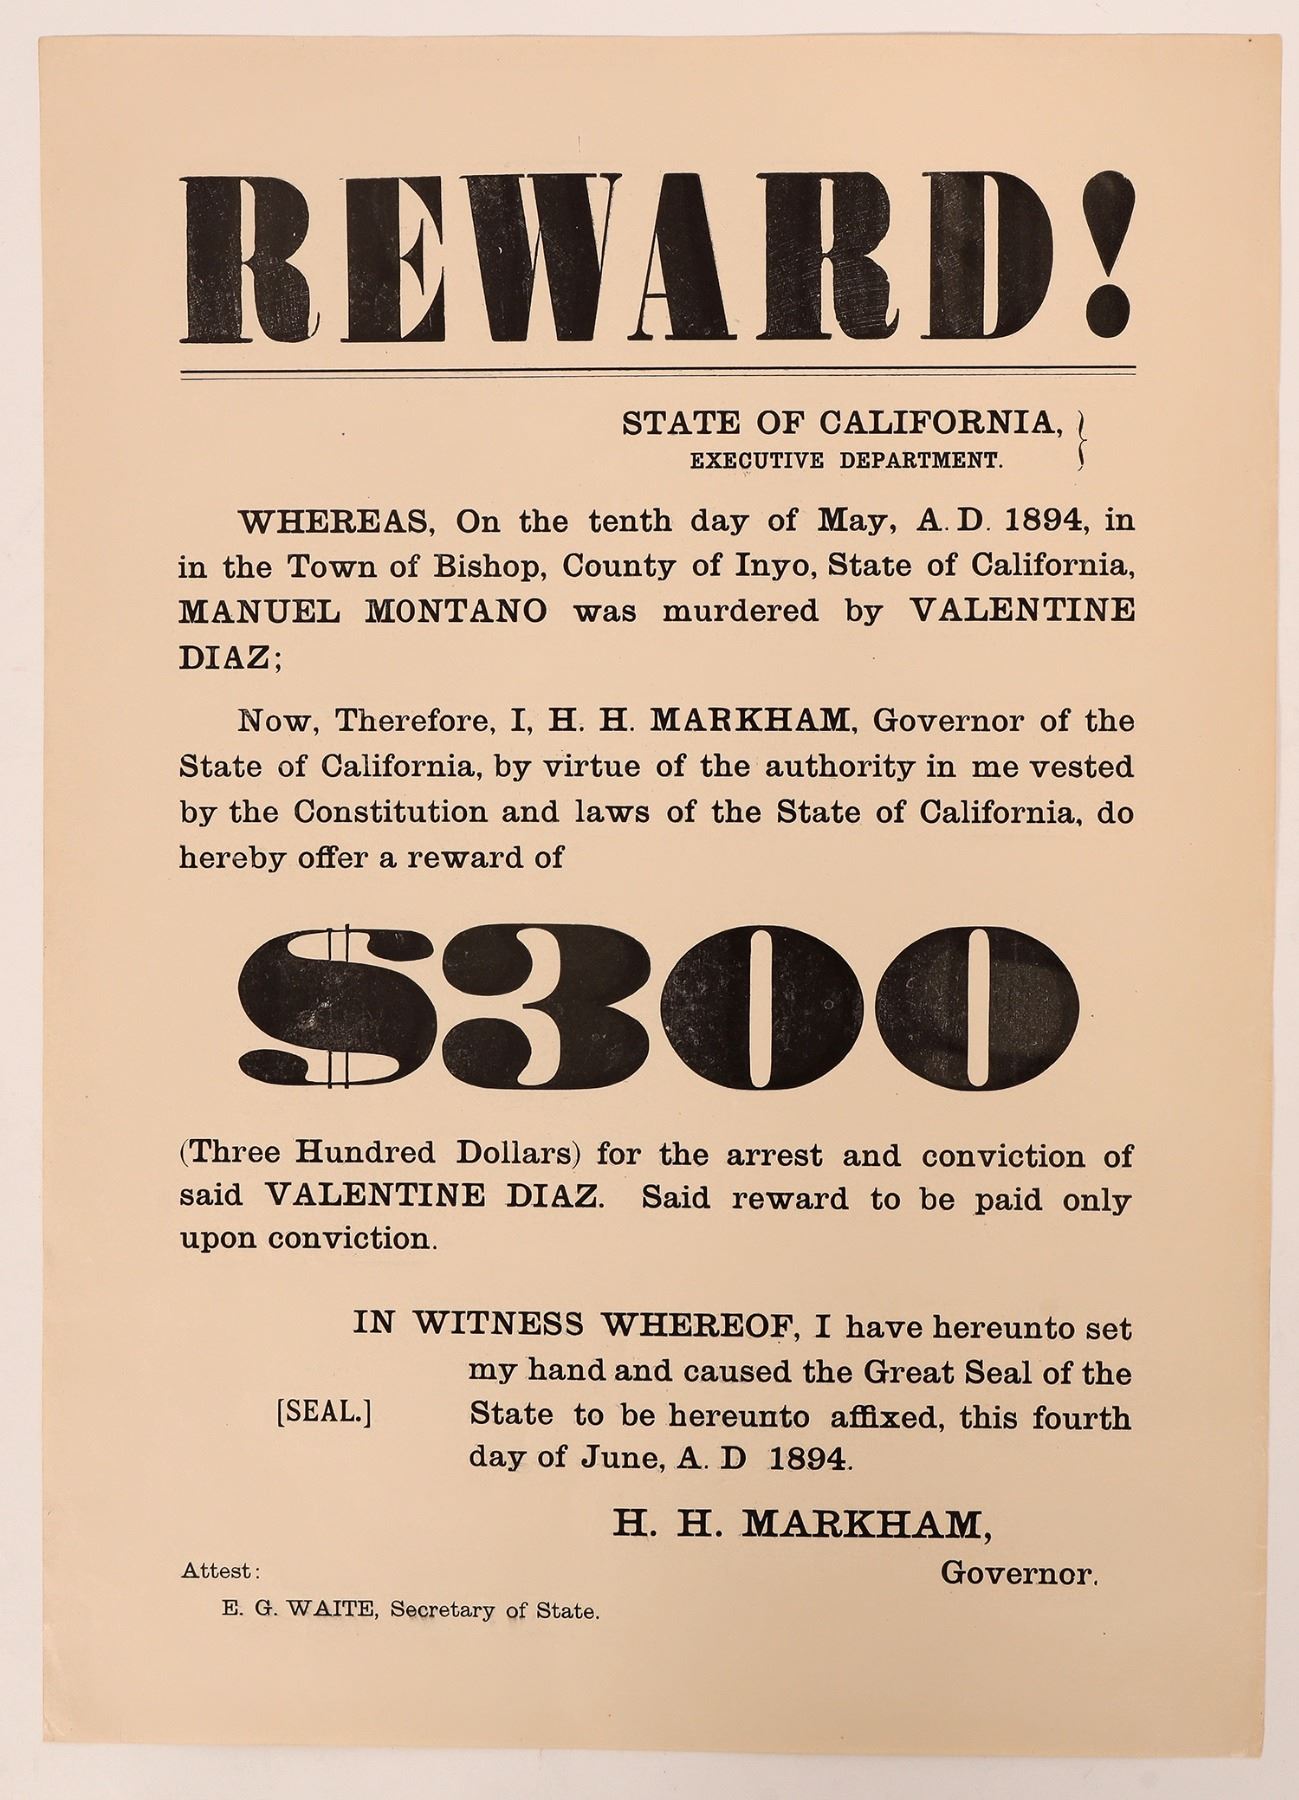 REWARD!
STATE OF CALIFORNIA,
EXECUTIVE DEPARTMENT.
WHEREAS, On the tenth day of May, A. D. 1894, in
in the Town of Bishop, County of Inyo, State of California,
MANUEL MONTANO was murdered by VALENTINE
DIAZ;
Now, Therefore, I, H. H. MARKHAM, Governor of the
State of California, by virtue of the authority in me vested
by the Constitution and laws of the State of California, do
hereby offer a reward of
$300
(Three Hundred Dollars) for the arrest and conviction of
said VALENTINE DIAZ. Said reward to be paid only
upon conviction.
IN WITNESS WHEREOF, I have hereunto set
my hand and caused the Great Seal of the
[SEAL.] State to be hereunto affixed, this fourth
day of June, A. D 1894.
H. H. MARKHAM,
Governor.
Attest:
E. G. WAITE, Secretary of State.